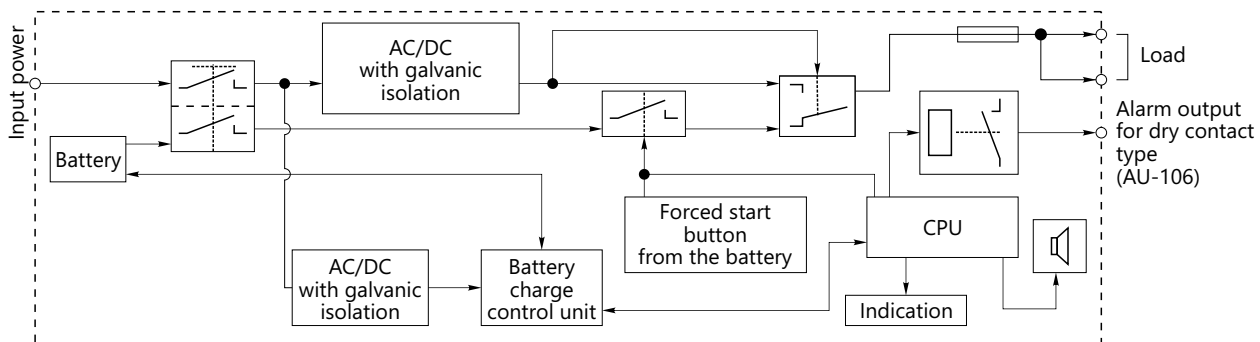 Input power
AC/DC
with galvanic
isolation
Load
Alarm output
for dry contact
type
(AU-106)
Battery
Forced start
button
from the battery
CPU
AC/DC
with galvanic
isolation
Battery
charge
control unit
Indication